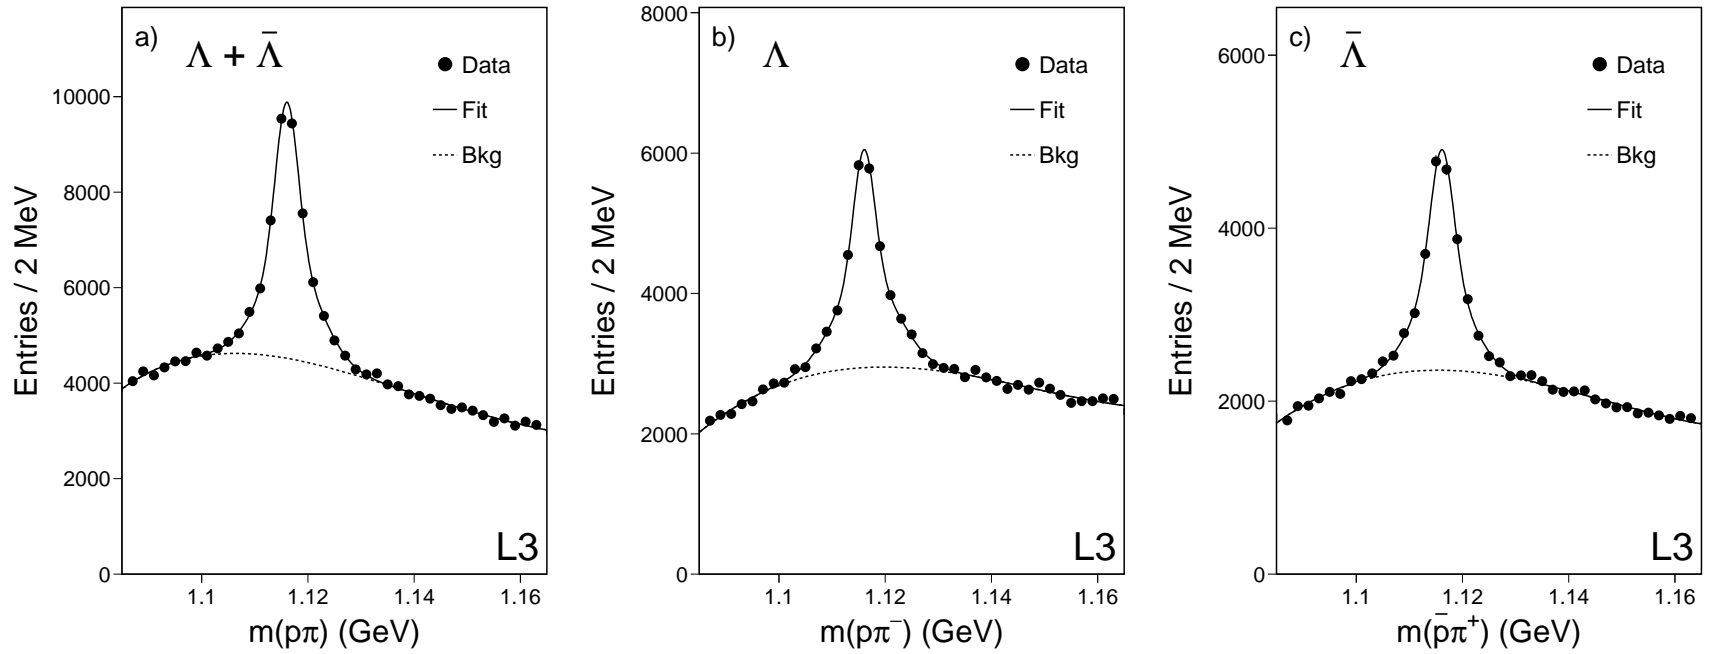 a)
Λ + Λ̄
Data
Fit
Bkg
10000
8000
6000
4000
2000
0
Entries / 2 MeV
L3
1.1
1.12
1.14
1.16
m(pπ) (GeV)
b)
Λ
Data
Fit
Bkg
8000
6000
4000
2000
0
Entries / 2 MeV
L3
1.1
1.12
1.14
1.16
m(pπ⁻) (GeV)
c)
Λ̄
Data
Fit
Bkg
6000
4000
2000
0
Entries / 2 MeV
L3
1.1
1.12
1.14
1.16
m(p̄π⁺) (GeV)